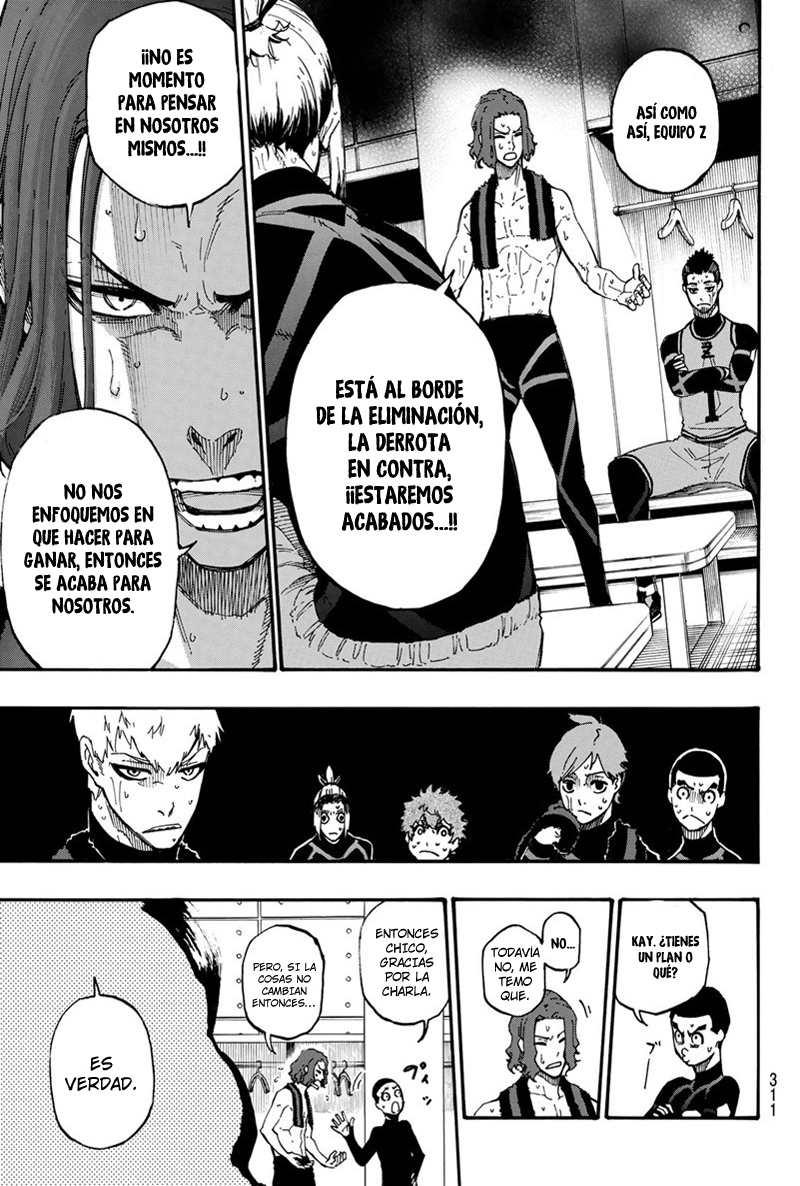 ASÍ COMO
ASÍ, EQUIPO Z
ESTÁ AL BORDE
DE LA ELIMINACIÓN,
LA DERROTA
EN CONTRA,
¡¡ESTAREMOS
ACABADOS...!!
¡¡NO ES
MOMENTO
PARA PENSAR
EN NOSOTROS
MISMOS...!!
NO NOS
ENFOQUEMOS EN
QUE HACER PARA
GANAR, ENTONCES
SE ACABA PARA
NOSOTROS.
Z
KAY. ¿TIENES
UN PLAN O
QUÉ?
NO...
TODAVÍA
NO, ME
TEMO
QUE.
ENTONCES
CHICO,
GRACIAS
POR LA
CHARLA.
PERO, SI LA
COSAS NO
CAMBIAN
ENTONCES...
プイッ
ES
VERDAD.
311